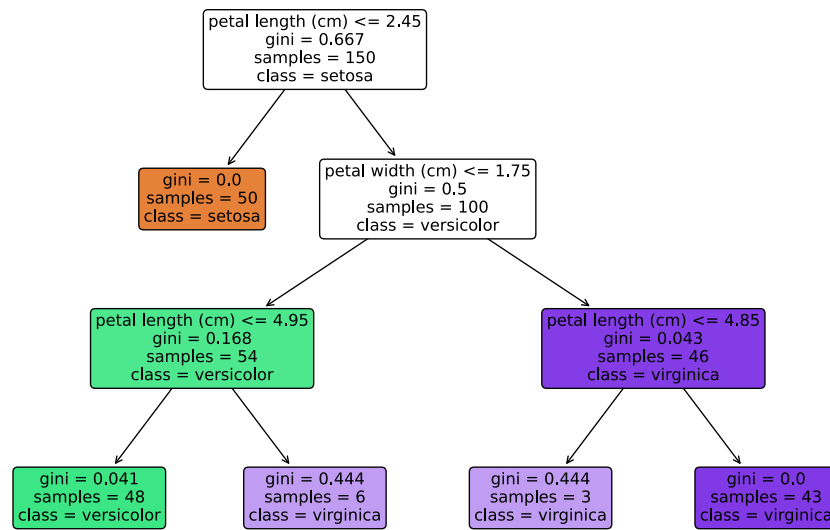 petal length (cm) <= 2.45
gini = 0.667
samples = 150
class = setosa
gini = 0.0
samples = 50
class = setosa
petal width (cm) <= 1.75
gini = 0.5
samples = 100
class = versicolor
petal length (cm) <= 4.95
gini = 0.168
samples = 54
class = versicolor
petal length (cm) <= 4.85
gini = 0.043
samples = 46
class = virginica
gini = 0.041
samples = 48
class = versicolor
gini = 0.444
samples = 6
class = virginica
gini = 0.444
samples = 3
class = virginica
gini = 0.0
samples = 43
class = virginica